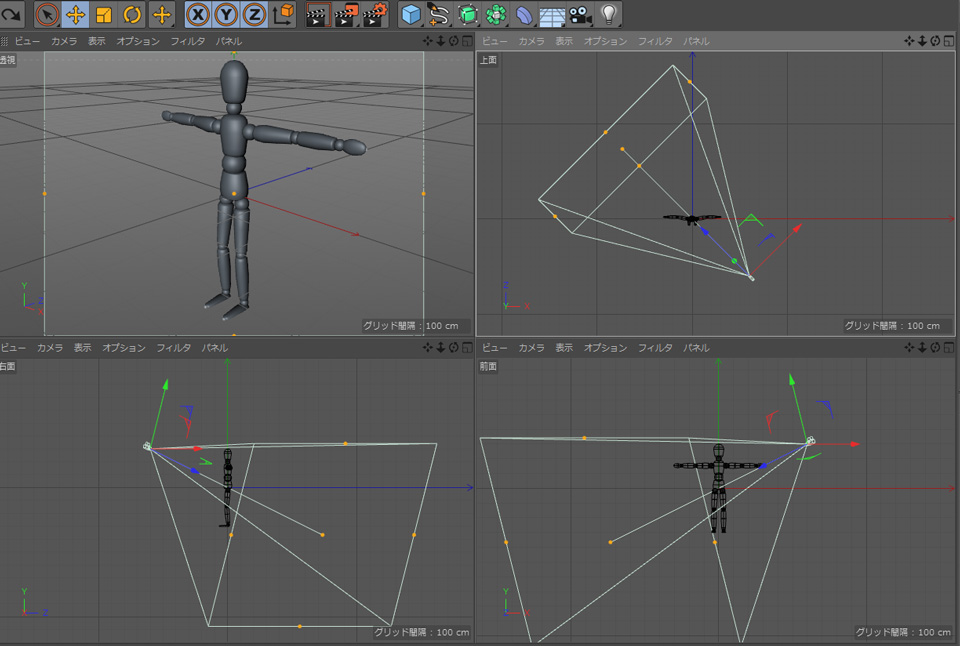 X Y Z
ビュー カメラ 表示 オプション フィルタ パネル
ビュー カメラ 表示 オプション フィルタ パネル
透視
上面
Y
Z
X
グリッド間隔 : 100 cm
Z
Y
X
グリッド間隔 : 100 cm
ビュー カメラ 表示 オプション フィルタ パネル
ビュー カメラ 表示 オプション フィルタ パネル
右面
前面
Y
Z
グリッド間隔 : 100 cm
Y
X
グリッド間隔 : 100 cm